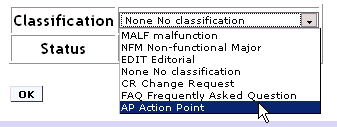 Classification None No classification
MALF malfunction
NFM Non-functional Major
Status EDIT Editorial
None No classification
CR Change Request
OK FAQ Frequently Asked Question
AP Action Point